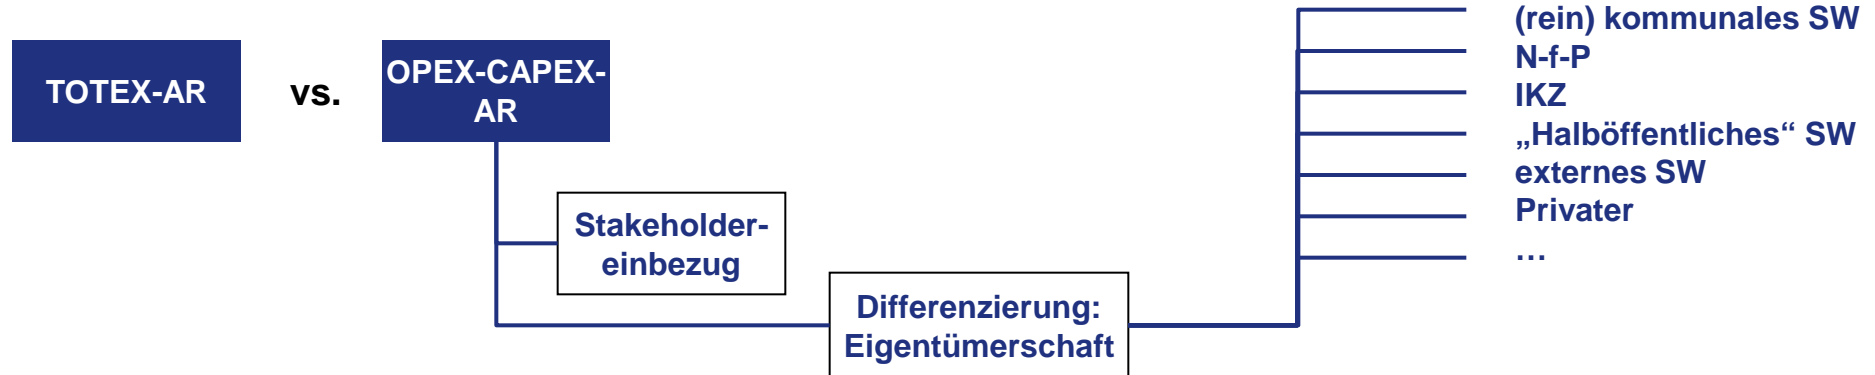 TOTEX-AR
vs.
OPEX-CAPEX-
AR
Stakeholder-
einbezug
Differenzierung:
Eigentümerschaft
(rein) kommunales SW
N-f-P
IKZ
„Halböffentliches“ SW
externes SW
Privater
…